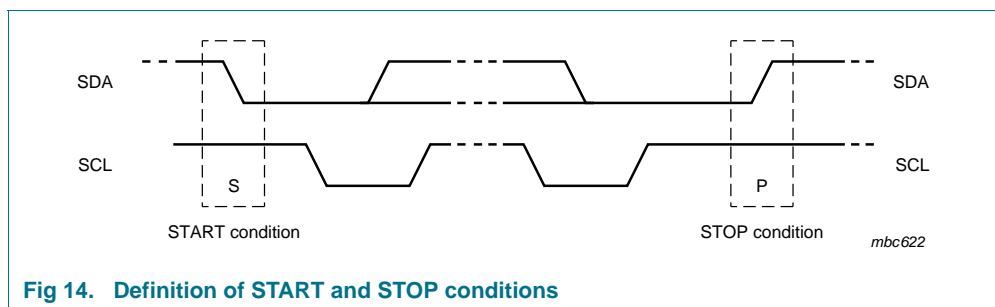 SDA
SDA
SCL
SCL
S
P
START condition
STOP condition
mbc622
Fig 14. Definition of START and STOP conditions